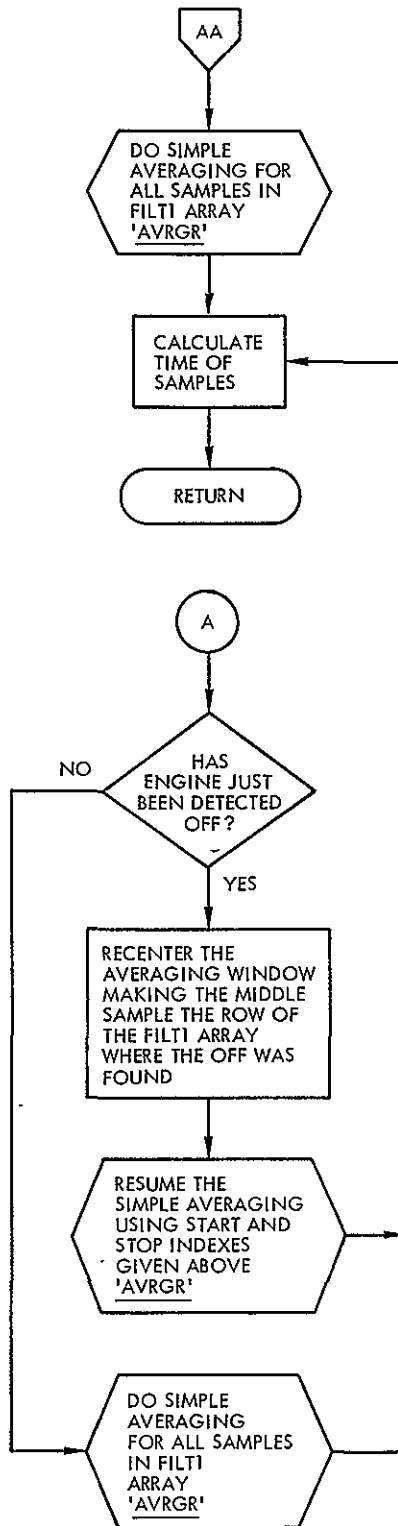 AA
DO SIMPLE
AVERAGING FOR
ALL SAMPLES IN
FILT1 ARRAY
'AVRGR'
CALCULATE
TIME OF
SAMPLES
RETURN
A
HAS
ENGINE JUST
BEEN DETECTED
OFF?
NO
YES
RECENTER THE
AVERAGING WINDOW
MAKING THE MIDDLE
SAMPLE THE ROW OF
THE FILT1 ARRAY
WHERE THE OFF WAS
FOUND
RESUME THE
SIMPLE AVERAGING
USING START AND
STOP INDEXES
GIVEN ABOVE
'AVRGR'
DO SIMPLE
AVERAGING
FOR ALL SAMPLES
IN FILT1
ARRAY
'AVRGR'